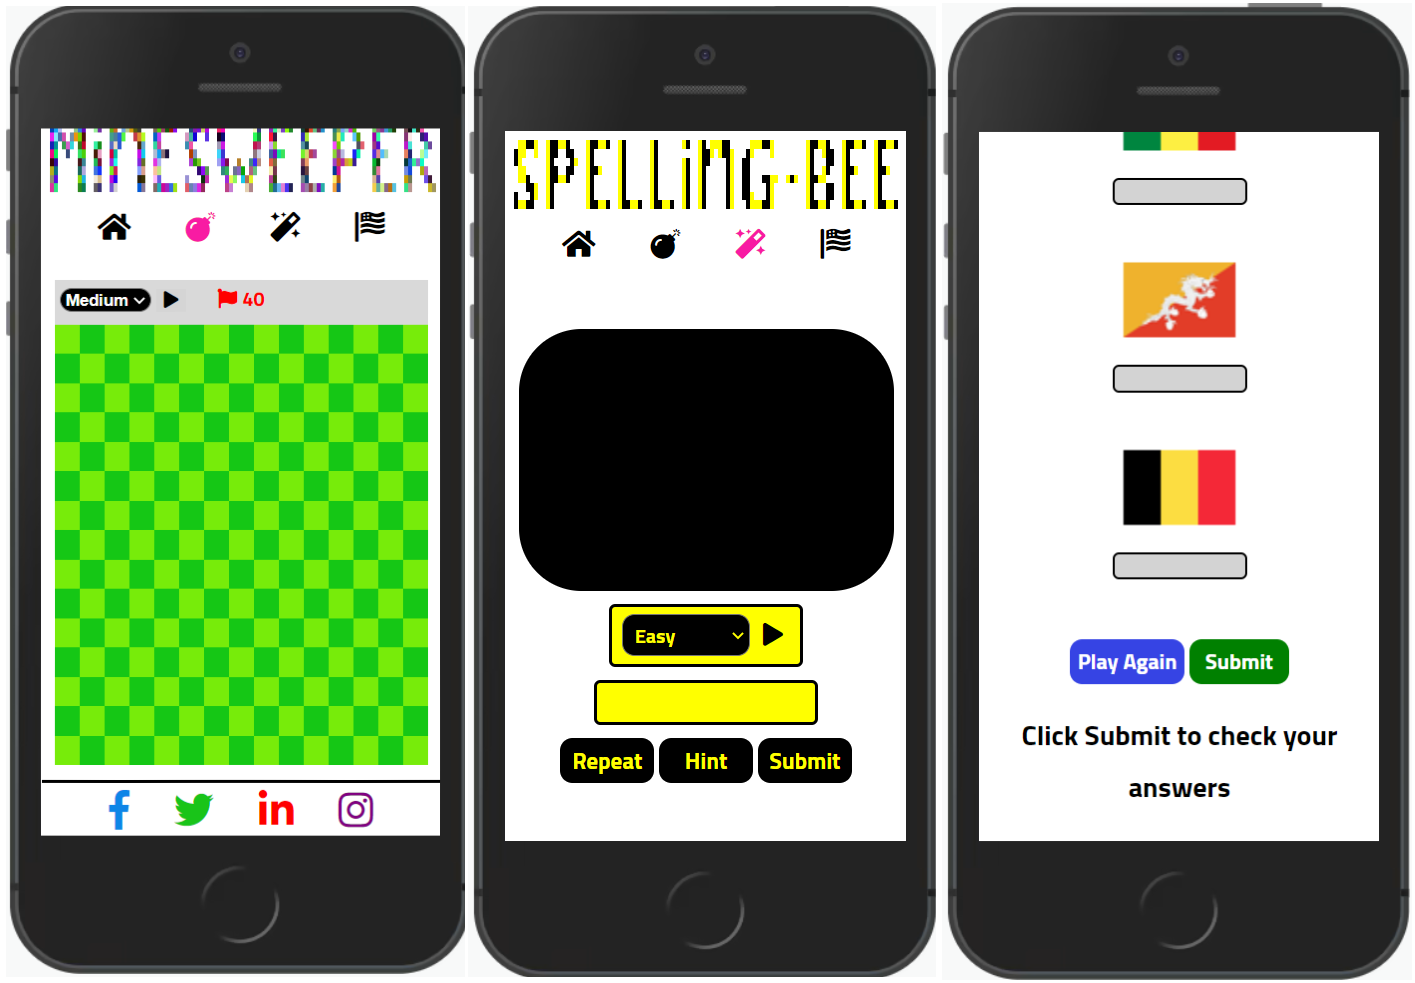 MINESWEEPER
Medium
40
SPELLING-BEE
Easy
Repeat Hint Submit
Play Again Submit
Click Submit to check your
answers